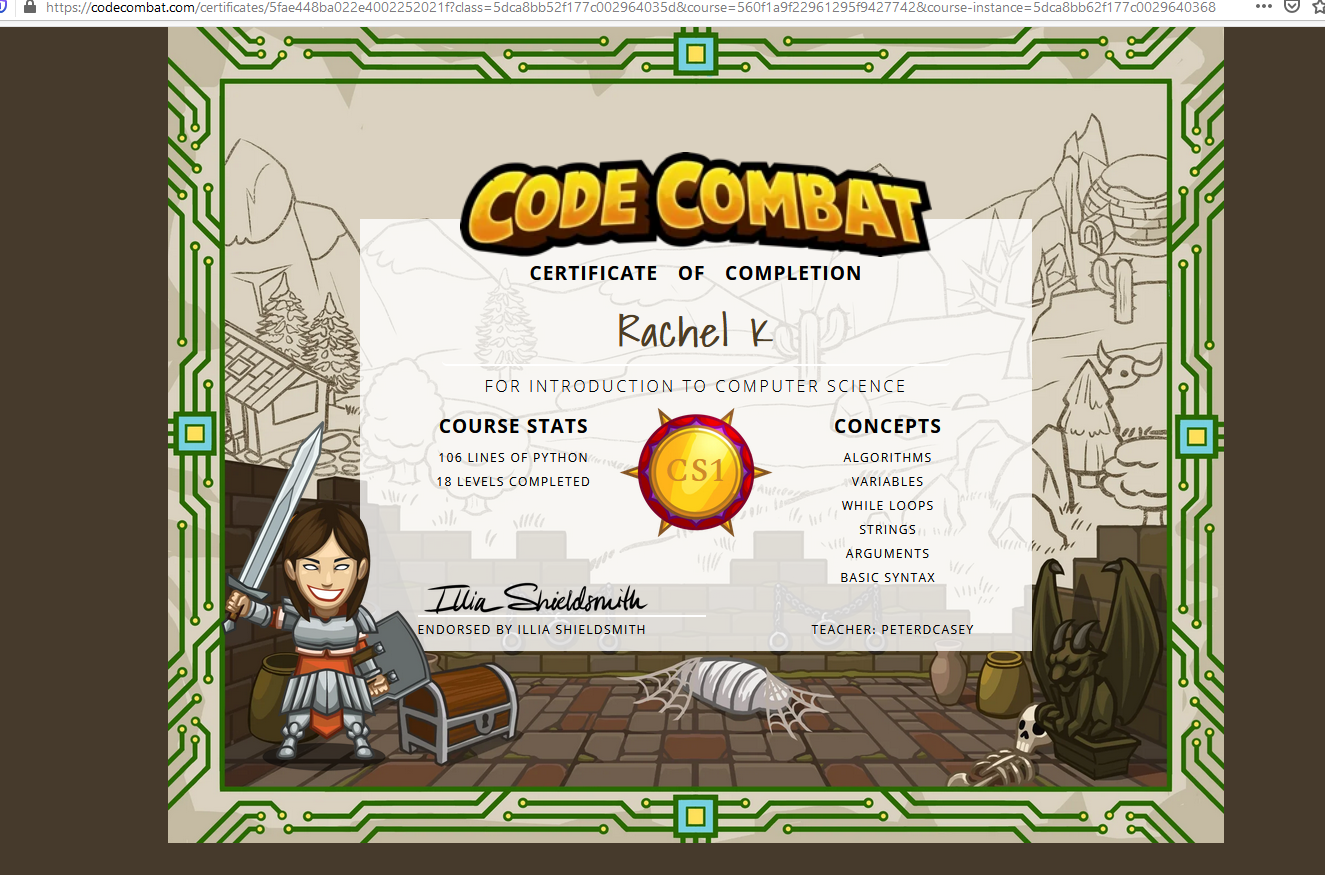 https://codecombat.com/certificates/5fae448ba022e4002252021f?class=5dca8bb52f177c002964035d&course=560f1a9f22961295f9427742&course-instance=5dca8bb62f177c0029640368
CODE COMBAT
CERTIFICATE OF COMPLETION
Rachel K
FOR INTRODUCTION TO COMPUTER SCIENCE
COURSE STATS
106 LINES OF PYTHON
18 LEVELS COMPLETED
CS1
CONCEPTS
ALGORITHMS
VARIABLES
WHILE LOOPS
STRINGS
ARGUMENTS
BASIC SYNTAX
Illia Shieldsmith
ENDORSED BY ILLIA SHIELDSMITH
TEACHER: PETERDCASEY